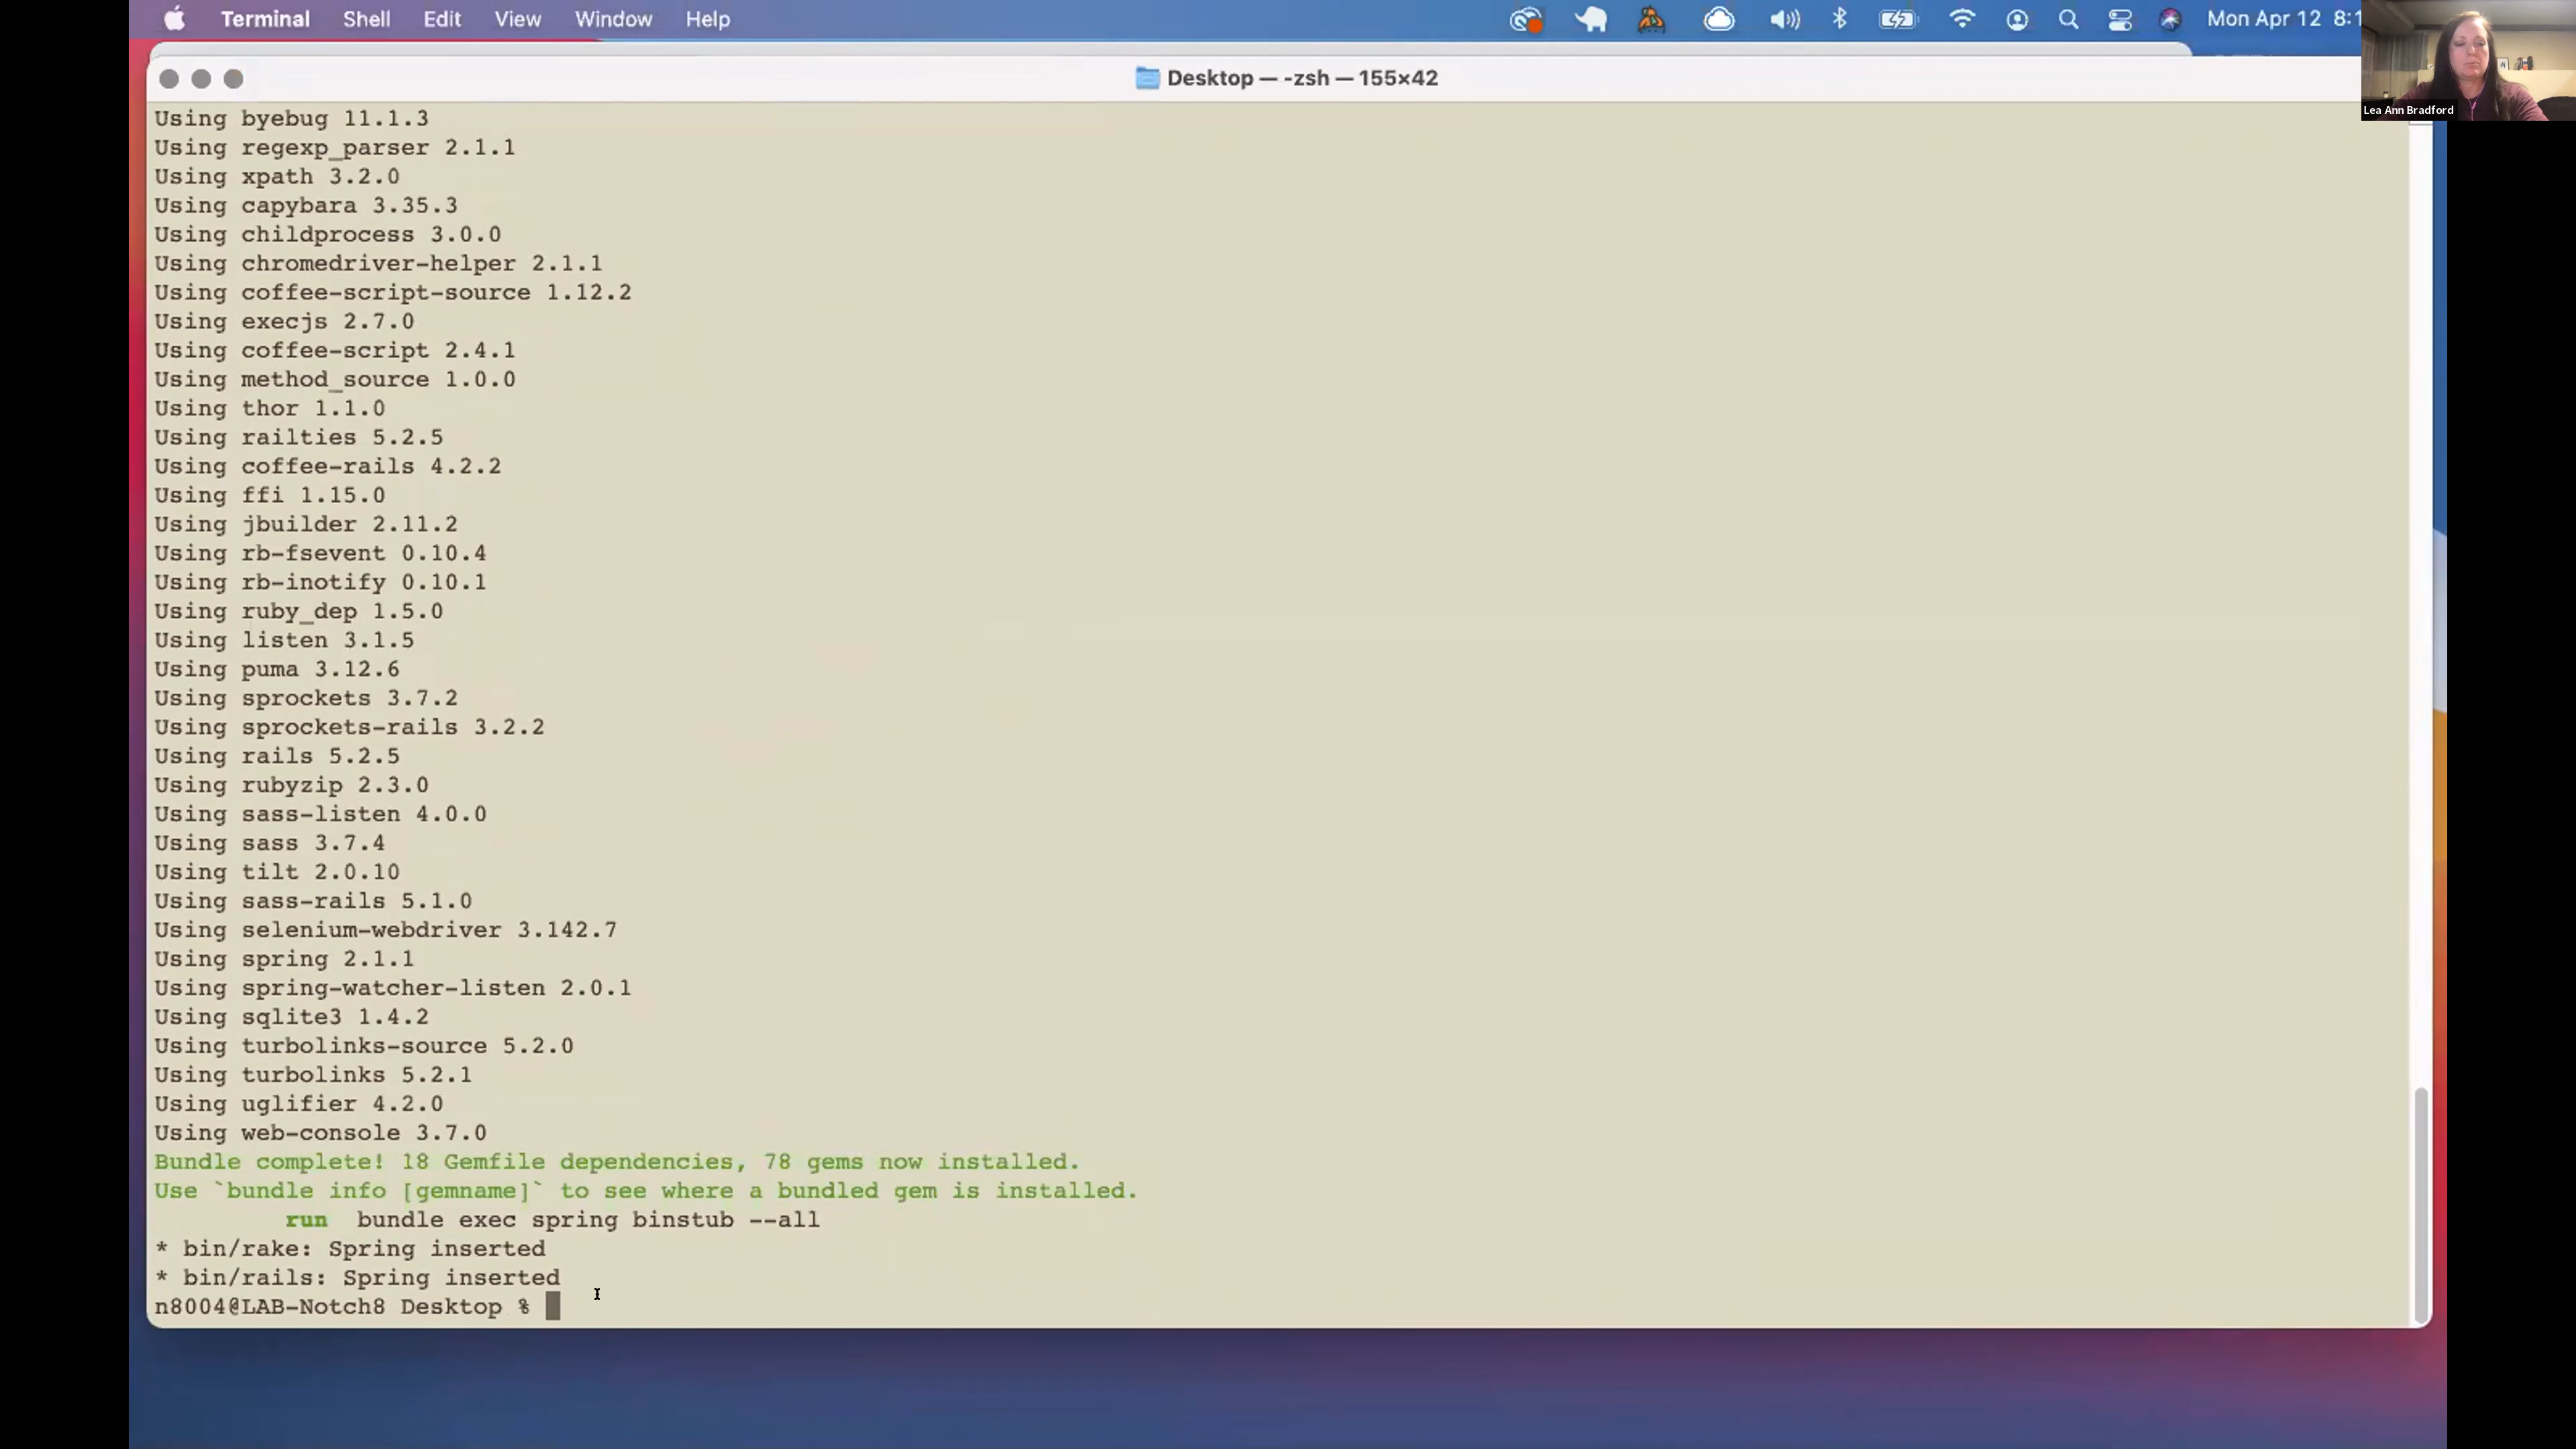 Terminal Shell Edit View Window Help Mon Apr 12 8:1
Desktop — -zsh — 155×42
Lea Ann Bradford
Using byebug 11.1.3
Using regexp_parser 2.1.1
Using xpath 3.2.0
Using capybara 3.35.3
Using childprocess 3.0.0
Using chromedriver-helper 2.1.1
Using coffee-script-source 1.12.2
Using execjs 2.7.0
Using coffee-script 2.4.1
Using method_source 1.0.0
Using thor 1.1.0
Using railties 5.2.5
Using coffee-rails 4.2.2
Using ffi 1.15.0
Using jbuilder 2.11.2
Using rb-fsevent 0.10.4
Using rb-inotify 0.10.1
Using ruby_dep 1.5.0
Using listen 3.1.5
Using puma 3.12.6
Using sprockets 3.7.2
Using sprockets-rails 3.2.2
Using rails 5.2.5
Using rubyzip 2.3.0
Using sass-listen 4.0.0
Using sass 3.7.4
Using tilt 2.0.10
Using sass-rails 5.1.0
Using selenium-webdriver 3.142.7
Using spring 2.1.1
Using spring-watcher-listen 2.0.1
Using sqlite3 1.4.2
Using turbolinks-source 5.2.0
Using turbolinks 5.2.1
Using uglifier 4.2.0
Using web-console 3.7.0
Bundle complete! 18 Gemfile dependencies, 78 gems now installed.
Use `bundle info [gemname]` to see where a bundled gem is installed.
run bundle exec spring binstub --all
* bin/rake: Spring inserted
* bin/rails: Spring inserted
n8004@LAB-Notch8 Desktop %